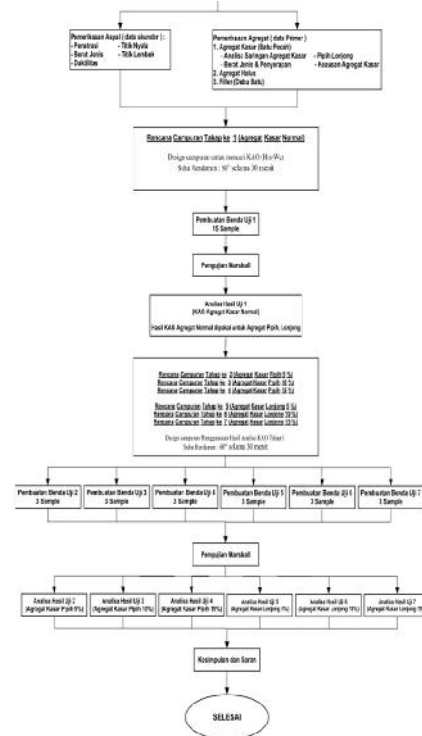 Pemeriksaan Aspal ( data skunder ) :
- Penetrasi - Titik Nyala
- Berat Jenis - Titik Lembek
- Daktilitas
Pemeriksaan Agregat ( data Primer )
1. Agregat Kasar (Batu Pecah)
- Analisa Saringan Agregat Kasar - Pipih Lonjong
- Berat Jenis & Penyerapan - Keausan Agregat Kasar
2. Agregat Halus
3. Filler (Debu Batu)
Rencana Campuran Tahap ke 1 (Agregat Kasar Normal)
Design campuran untuk mencari KAO (Hrs-Wc)
Suhu Rendaman : 60° selama 30 menit
Pembuatan Benda Uji 1
15 Sample
Pengujian Marshall
Analisa Hasil Uji 1
(KAO Agregat Kasar Normal)
Hasil KAO Agregat Normal dipakai untuk Agregat Pipih, Lonjong
Rencana Campuran Tahap ke 2 (Agregat Kasar Pipih 5 %)
Rencana Campuran Tahap ke 3 (Agregat Kasar Pipih 10 %)
Rencana Campuran Tahap ke 4 (Agregat Kasar Pipih 15 %)
Rencana Campuran Tahap ke 5 (Agregat Kasar Lonjong 5 %)
Rencana Campuran Tahap ke 6 (Agregat Kasar Lonjong 10 %)
Rencana Campuran Tahap ke 7 (Agregat Kasar Lonjong 15 %)
Design campuran Menggunakan Hasil Analisa KAO Tahap 1
Suhu Rendaman : 60° selama 30 menit
Pembuatan Benda Uji 2
3 Sample
Pembuatan Benda Uji 3
3 Sample
Pembuatan Benda Uji
3 Sample
Pembuatan Benda Uji 5
3 Sample
Pembuatan Benda Uji 6
3 Sample
Pembuatan Benda Uji 7
3 Sample
Pengujian Marshall
Analisa Hasil Uji 2
(Agregat Kasar Pipih 5%)
Analisa Hasil Uji 3
(Agregat Kasar Pipih 10%)
Analisa Hasil Uji 4
(Agregat Kasar Pipih 15%)
Analisa Hasil Uji 5
(Agregat Kasar Lonjong 5%)
Analisa Hasil Uji 6
(Agregat Kasar Lonjong 10%)
Analisa Hasil Uji 7
(Agregat Kasar Lonjong 15
Kesimpulan dan Saran
SELESAI